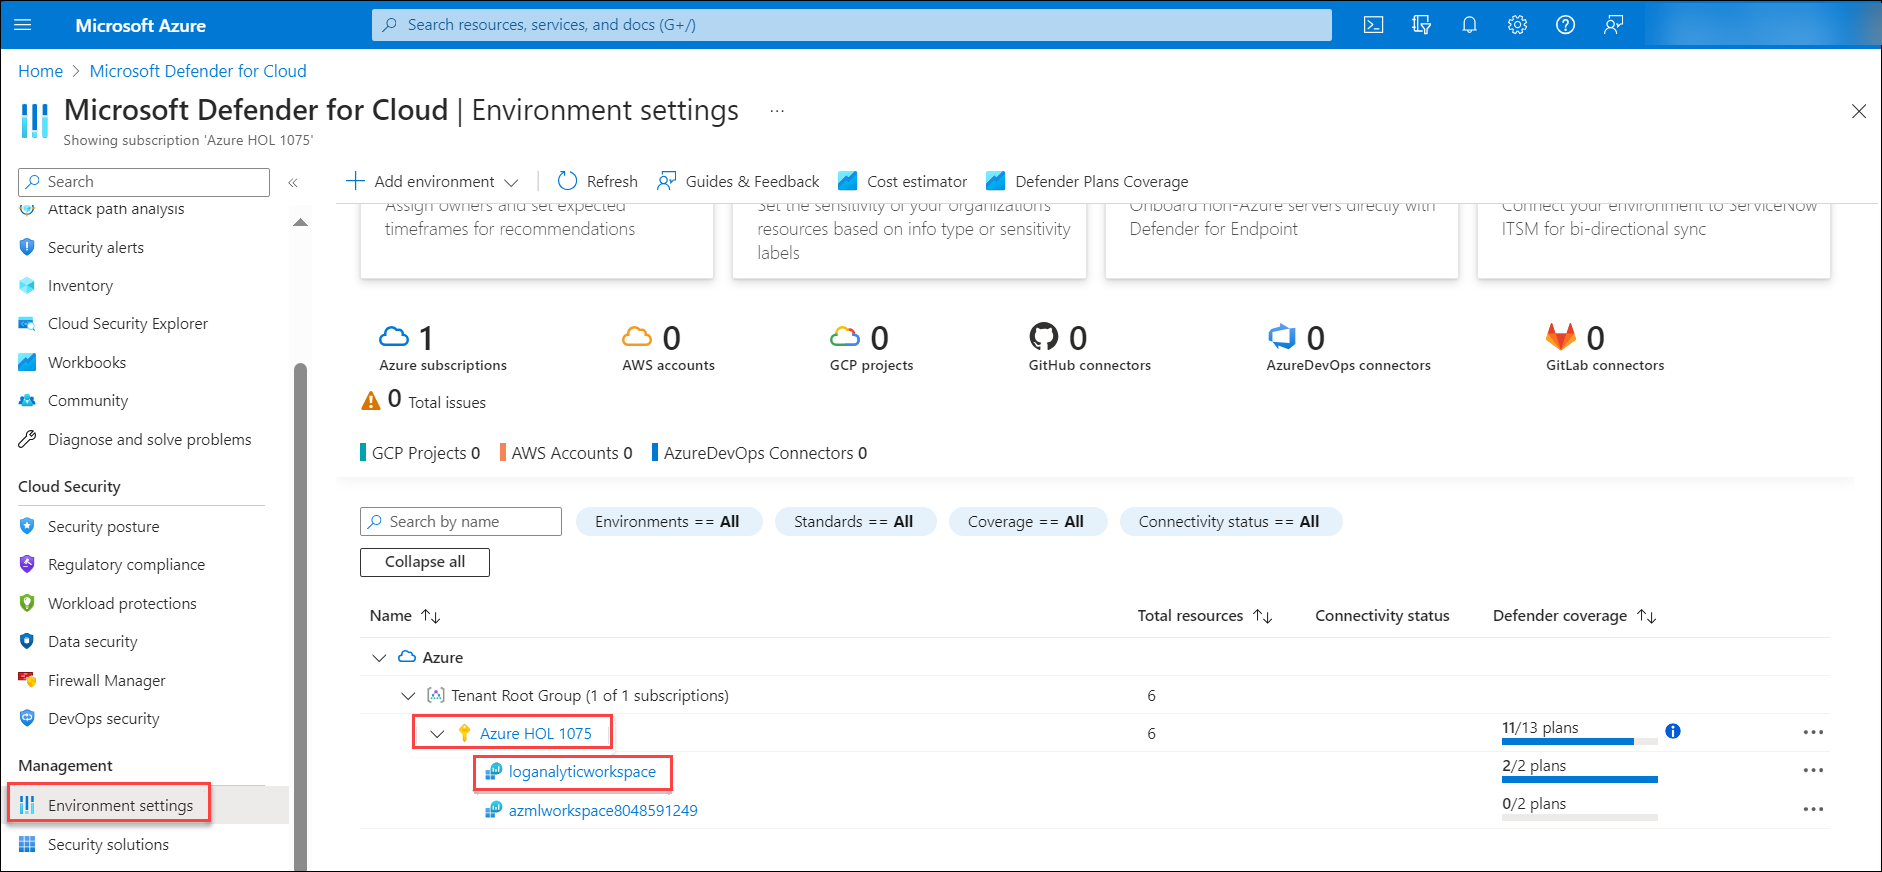 Microsoft Azure
Search resources, services, and docs (G+/)
Home > Microsoft Defender for Cloud
Microsoft Defender for Cloud | Environment settings ...
Showing subscription 'Azure HOL 1075'
Search
«
Add environment
Refresh
Guides & Feedback
Cost estimator
Defender Plans Coverage
Attack path analysis
Security alerts
Inventory
Cloud Security Explorer
Workbooks
Community
Diagnose and solve problems
Cloud Security
Security posture
Regulatory compliance
Workload protections
Data security
Firewall Manager
DevOps security
Management
Environment settings
Security solutions
Assign owners and set expected
timeframes for recommendations
Set the sensitivity of your organization's
resources based on info type or sensitivity
labels
Onboard non-Azure servers directly with
Defender for Endpoint
Connect your environment to ServiceNow
ITSM for bi-directional sync
1
Azure subscriptions
0
AWS accounts
0
GCP projects
0
GitHub connectors
0
AzureDevOps connectors
0
GitLab connectors
0 Total issues
GCP Projects 0
AWS Accounts 0
AzureDevOps Connectors 0
Search by name
Environments == All
Standards == All
Coverage == All
Connectivity status == All
Collapse all
Name ↑↓ Total resources ↑↓ Connectivity status Defender coverage ↑↓
Azure
Tenant Root Group (1 of 1 subscriptions) 6
Azure HOL 1075 6 11/13 plans ...
loganalyticworkspace 2/2 plans ...
azmlworkspace8048591249 0/2 plans ...